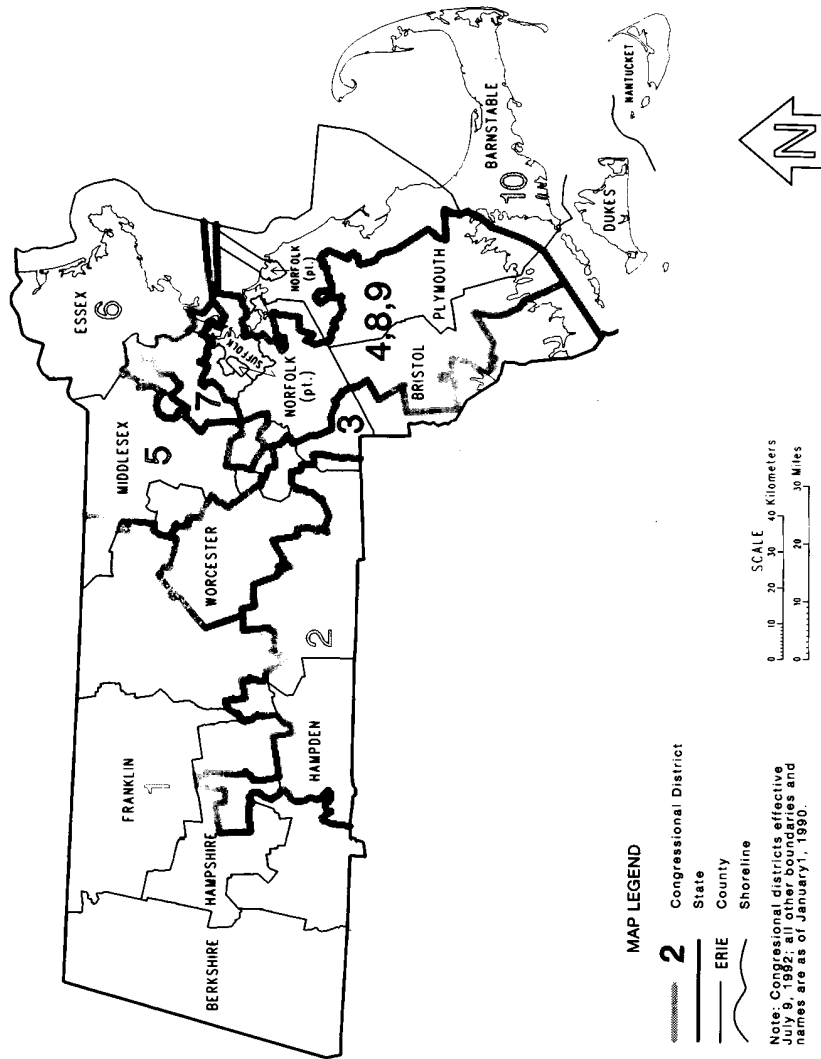 ESSEX
6
MIDDLESEX
5
7
SUFFOLK
NORFOLK
(pt.)
NORFOLK
(pt.)
WORCESTER
3
4,8,9
PLYMOUTH
BRISTOL
BARNSTABLE
10
DUKES
NANTUCKET
FRANKLIN
1
2
HAMPDEN
HAMPSHIRE
BERKSHIRE
N
SCALE
0 10 20 30 40 Kilometers
0 10 20 30 Miles
MAP LEGEND
2 Congressional District
State
ERIE County
Shoreline
Note: Congresional districts effective
July 9, 1992; all other boundaries and
names are as of January1, 1990.